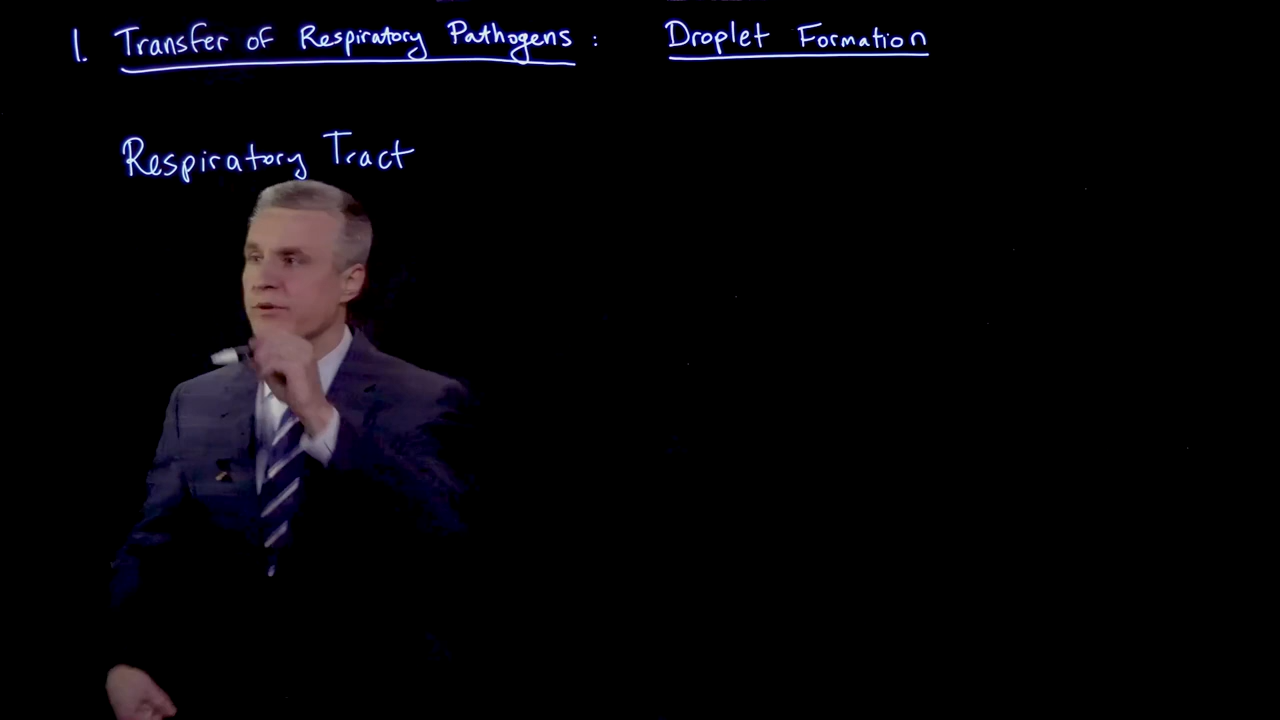 1. Transfer of Respiratory Pathogens : Droplet Formation
Respiratory Tract